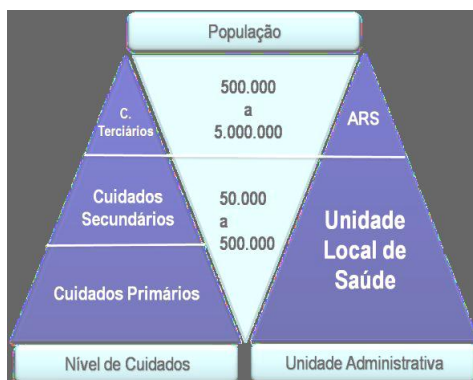 População
C.
Terciários
500.000
a
5.000.000
ARS
Cuidados
Secundários
50.000
a
500.000
Unidade
Local de
Saúde
Cuidados Primários
Nível de Cuidados
Unidade Administrativa